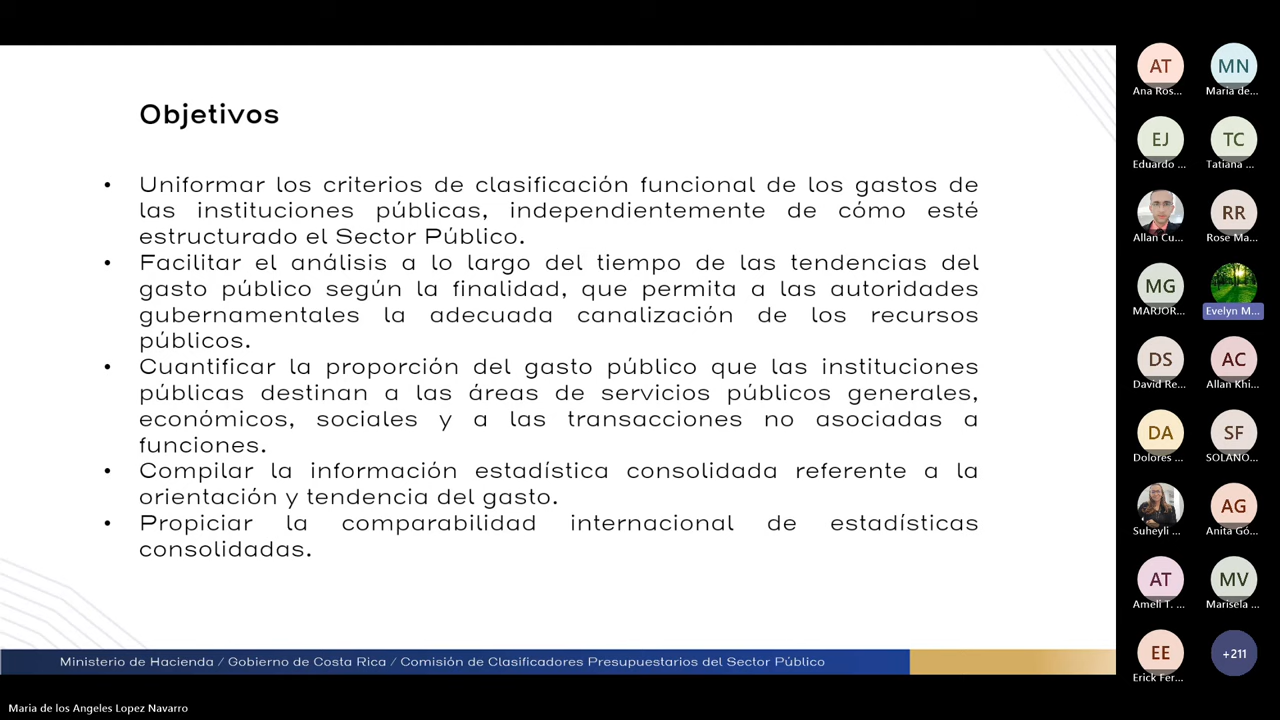 Objetivos
• Uniformar los criterios de clasificación funcional de los gastos de
las instituciones públicas, independientemente de cómo esté
estructurado el Sector Público.
• Facilitar el análisis a lo largo del tiempo de las tendencias del
gasto público según la finalidad, que permita a las autoridades
gubernamentales la adecuada canalización de los recursos
públicos.
• Cuantificar la proporción del gasto público que las instituciones
públicas destinan a las áreas de servicios públicos generales,
económicos, sociales y a las transacciones no asociadas a
funciones.
• Compilar la información estadística consolidada referente a la
orientación y tendencia del gasto.
• Propiciar la comparabilidad internacional de estadísticas
consolidadas.
Ministerio de Hacienda / Gobierno de Costa Rica / Comisión de Clasificadores Presupuestarios del Sector Público
Maria de los Angeles Lopez Navarro
AT
Ana Ros...
MN
Maria de...
EJ
Eduardo ...
TC
Tatiana ...
Allan Cu...
RR
Rose Ma...
MG
MARJOR...
Evelyn M...
DS
David Re...
AC
Allan Khi...
DA
Dolores ...
SF
SOLANO...
Suheyli ...
AG
Anita Gó...
AT
Ameli T. ...
MV
Marisela ...
EE
Erick Fer...
+211